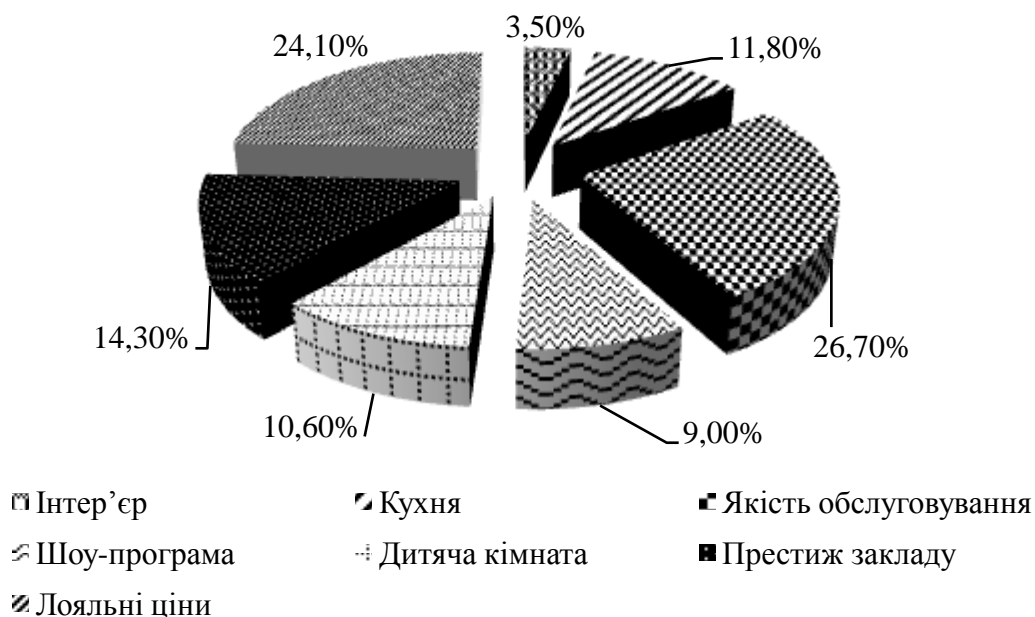 3,50%
24,10%
11,80%
14,30%
26,70%
10,60%
9,00%
Інтер’єр
Кухня
Якість обслуговування
Шоу-програма
Дитяча кімната
Престиж закладу
Лояльні ціни